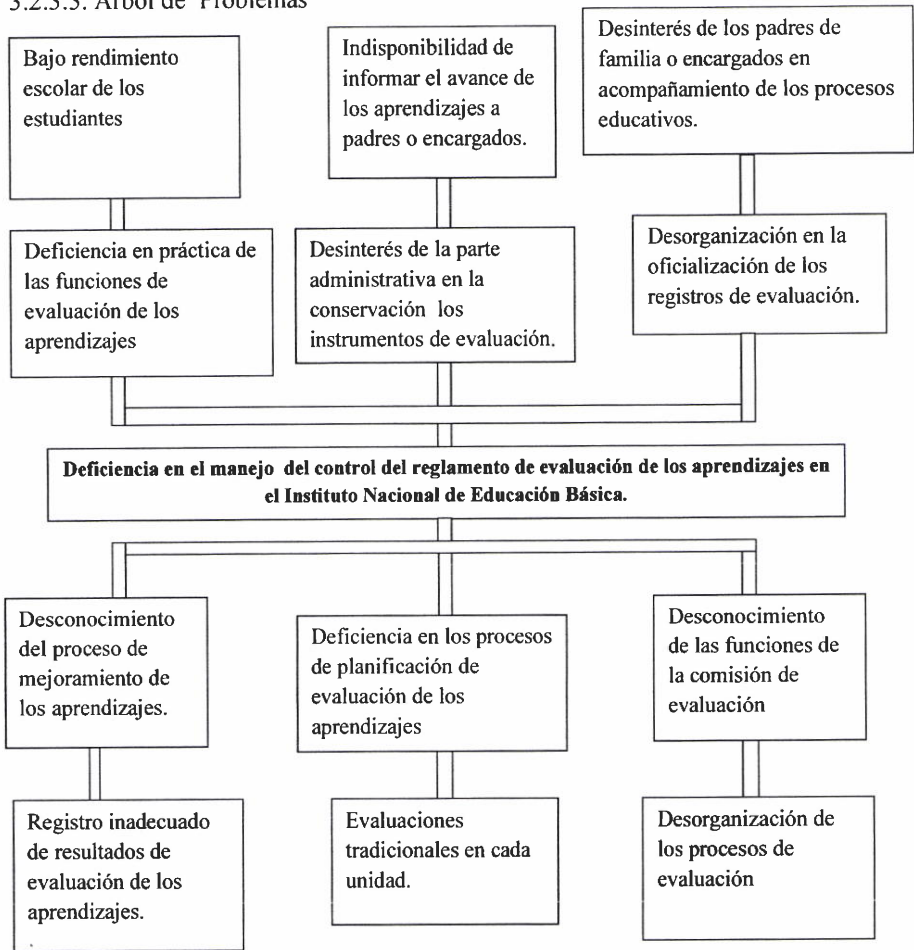 3.2.3.3. Árbol de Problemas
Bajo rendimiento
escolar de los
estudiantes
Indisponibilidad de
informar el avance de
los aprendizajes a
padres o encargados.
Desinterés de los padres de
familia o encargados en
acompañamiento de los procesos
educativos.
Deficiencia en práctica de
las funciones de
evaluación de los
aprendizajes
Desinterés de la parte
administrativa en la
conservación los
instrumentos de evaluación.
Desorganización en la
oficialización de los
registros de evaluación.
Deficiencia en el manejo del control del reglamento de evaluación de los aprendizajes en
el Instituto Nacional de Educación Básica.
Desconocimiento
del proceso de
mejoramiento de
los aprendizajes.
Deficiencia en los procesos
de planificación de
evaluación de los
aprendizajes
Desconocimiento
de las funciones de
la comisión de
evaluación
Registro inadecuado
de resultados de
evaluación de los
aprendizajes.
Evaluaciones
tradicionales en cada
unidad.
Desorganización de
los procesos de
evaluación